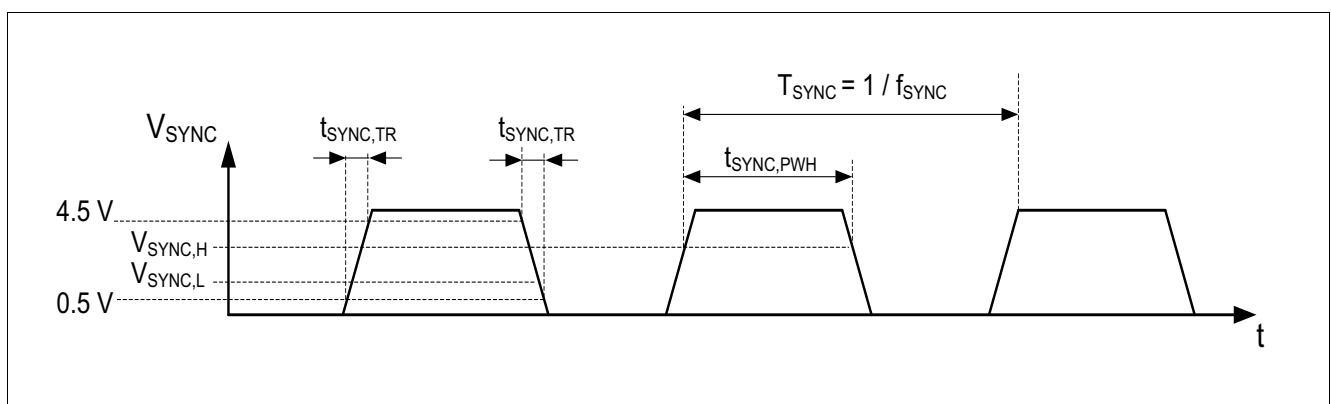 T_SYNC = 1 / f_SYNC
V_SYNC
t_SYNC,TR
t_SYNC,TR
t_SYNC,PWH
4.5 V
V_SYNC,H
V_SYNC,L
0.5 V
t